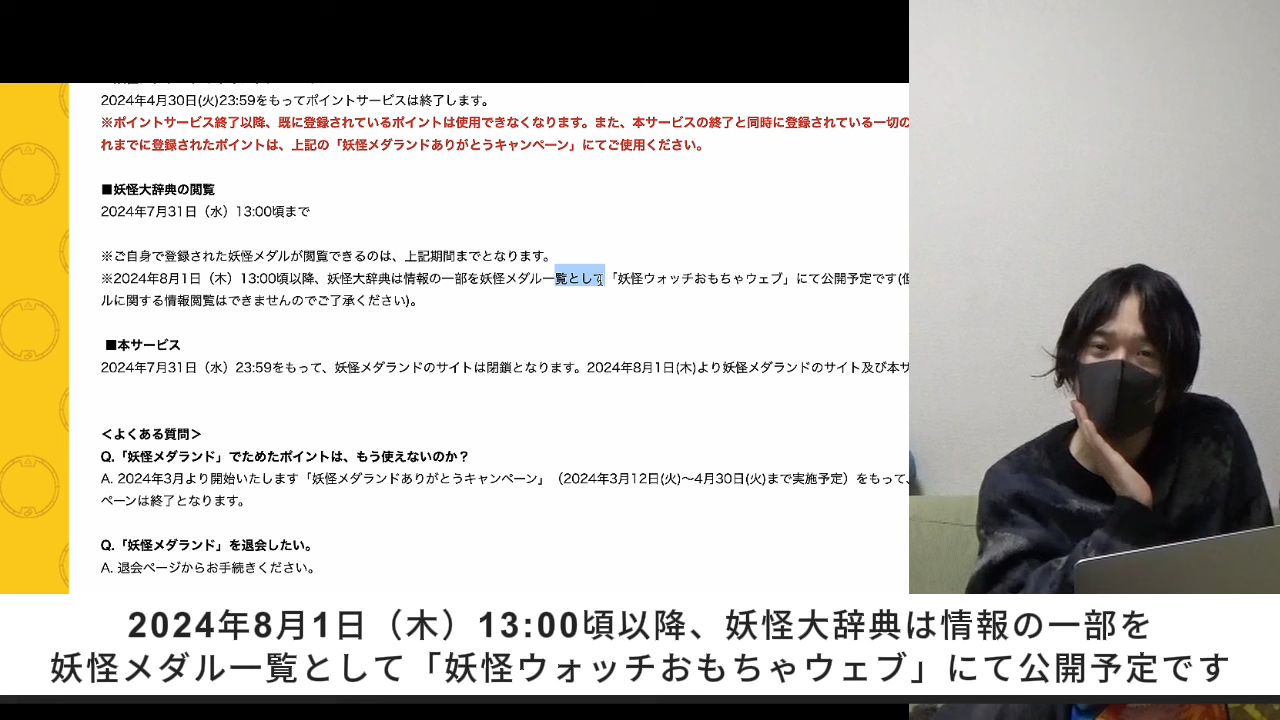 2024年4月30日(火)23:59をもってポイントサービスは終了します。
※ポイントサービス終了以降、既に登録されているポイントは使用できなくなります。また、本サービスの終了と同時に登録されている一切の
れまでに登録されたポイントは、上記の「妖怪メダランドありがとうキャンペーン」にてご使用ください。
■妖怪大辞典の閲覧
2024年7月31日（水）13:00頃まで
※ご自身で登録された妖怪メダルが閲覧できるのは、上記期間までとなります。
※2024年8月1日（木）13:00頃以降、妖怪大辞典は情報の一部を妖怪メダル一覧として「妖怪ウォッチおもちゃウェブ」にて公開予定です(
ルに関する情報閲覧はできませんのでご了承ください)。
■本サービス
2024年7月31日（水）23:59をもって、妖怪メダランドのサイトは閉鎖となります。2024年8月1日(木)より妖怪メダランドのサイト及び本サ
＜よくある質問＞
Q.「妖怪メダランド」でためたポイントは、もう使えないのか？
A. 2024年3月より開始いたします「妖怪メダランドありがとうキャンペーン」（2024年3月12日(火)〜4月30日(火)まで実施予定）をもって、
ペーンは終了となります。
Q.「妖怪メダランド」を退会したい。
A. 退会ページからお手続きください。
2024年8月1日（木）13:00頃以降、妖怪大辞典は情報の一部を
妖怪メダル一覧として「妖怪ウォッチおもちゃウェブ」にて公開予定です